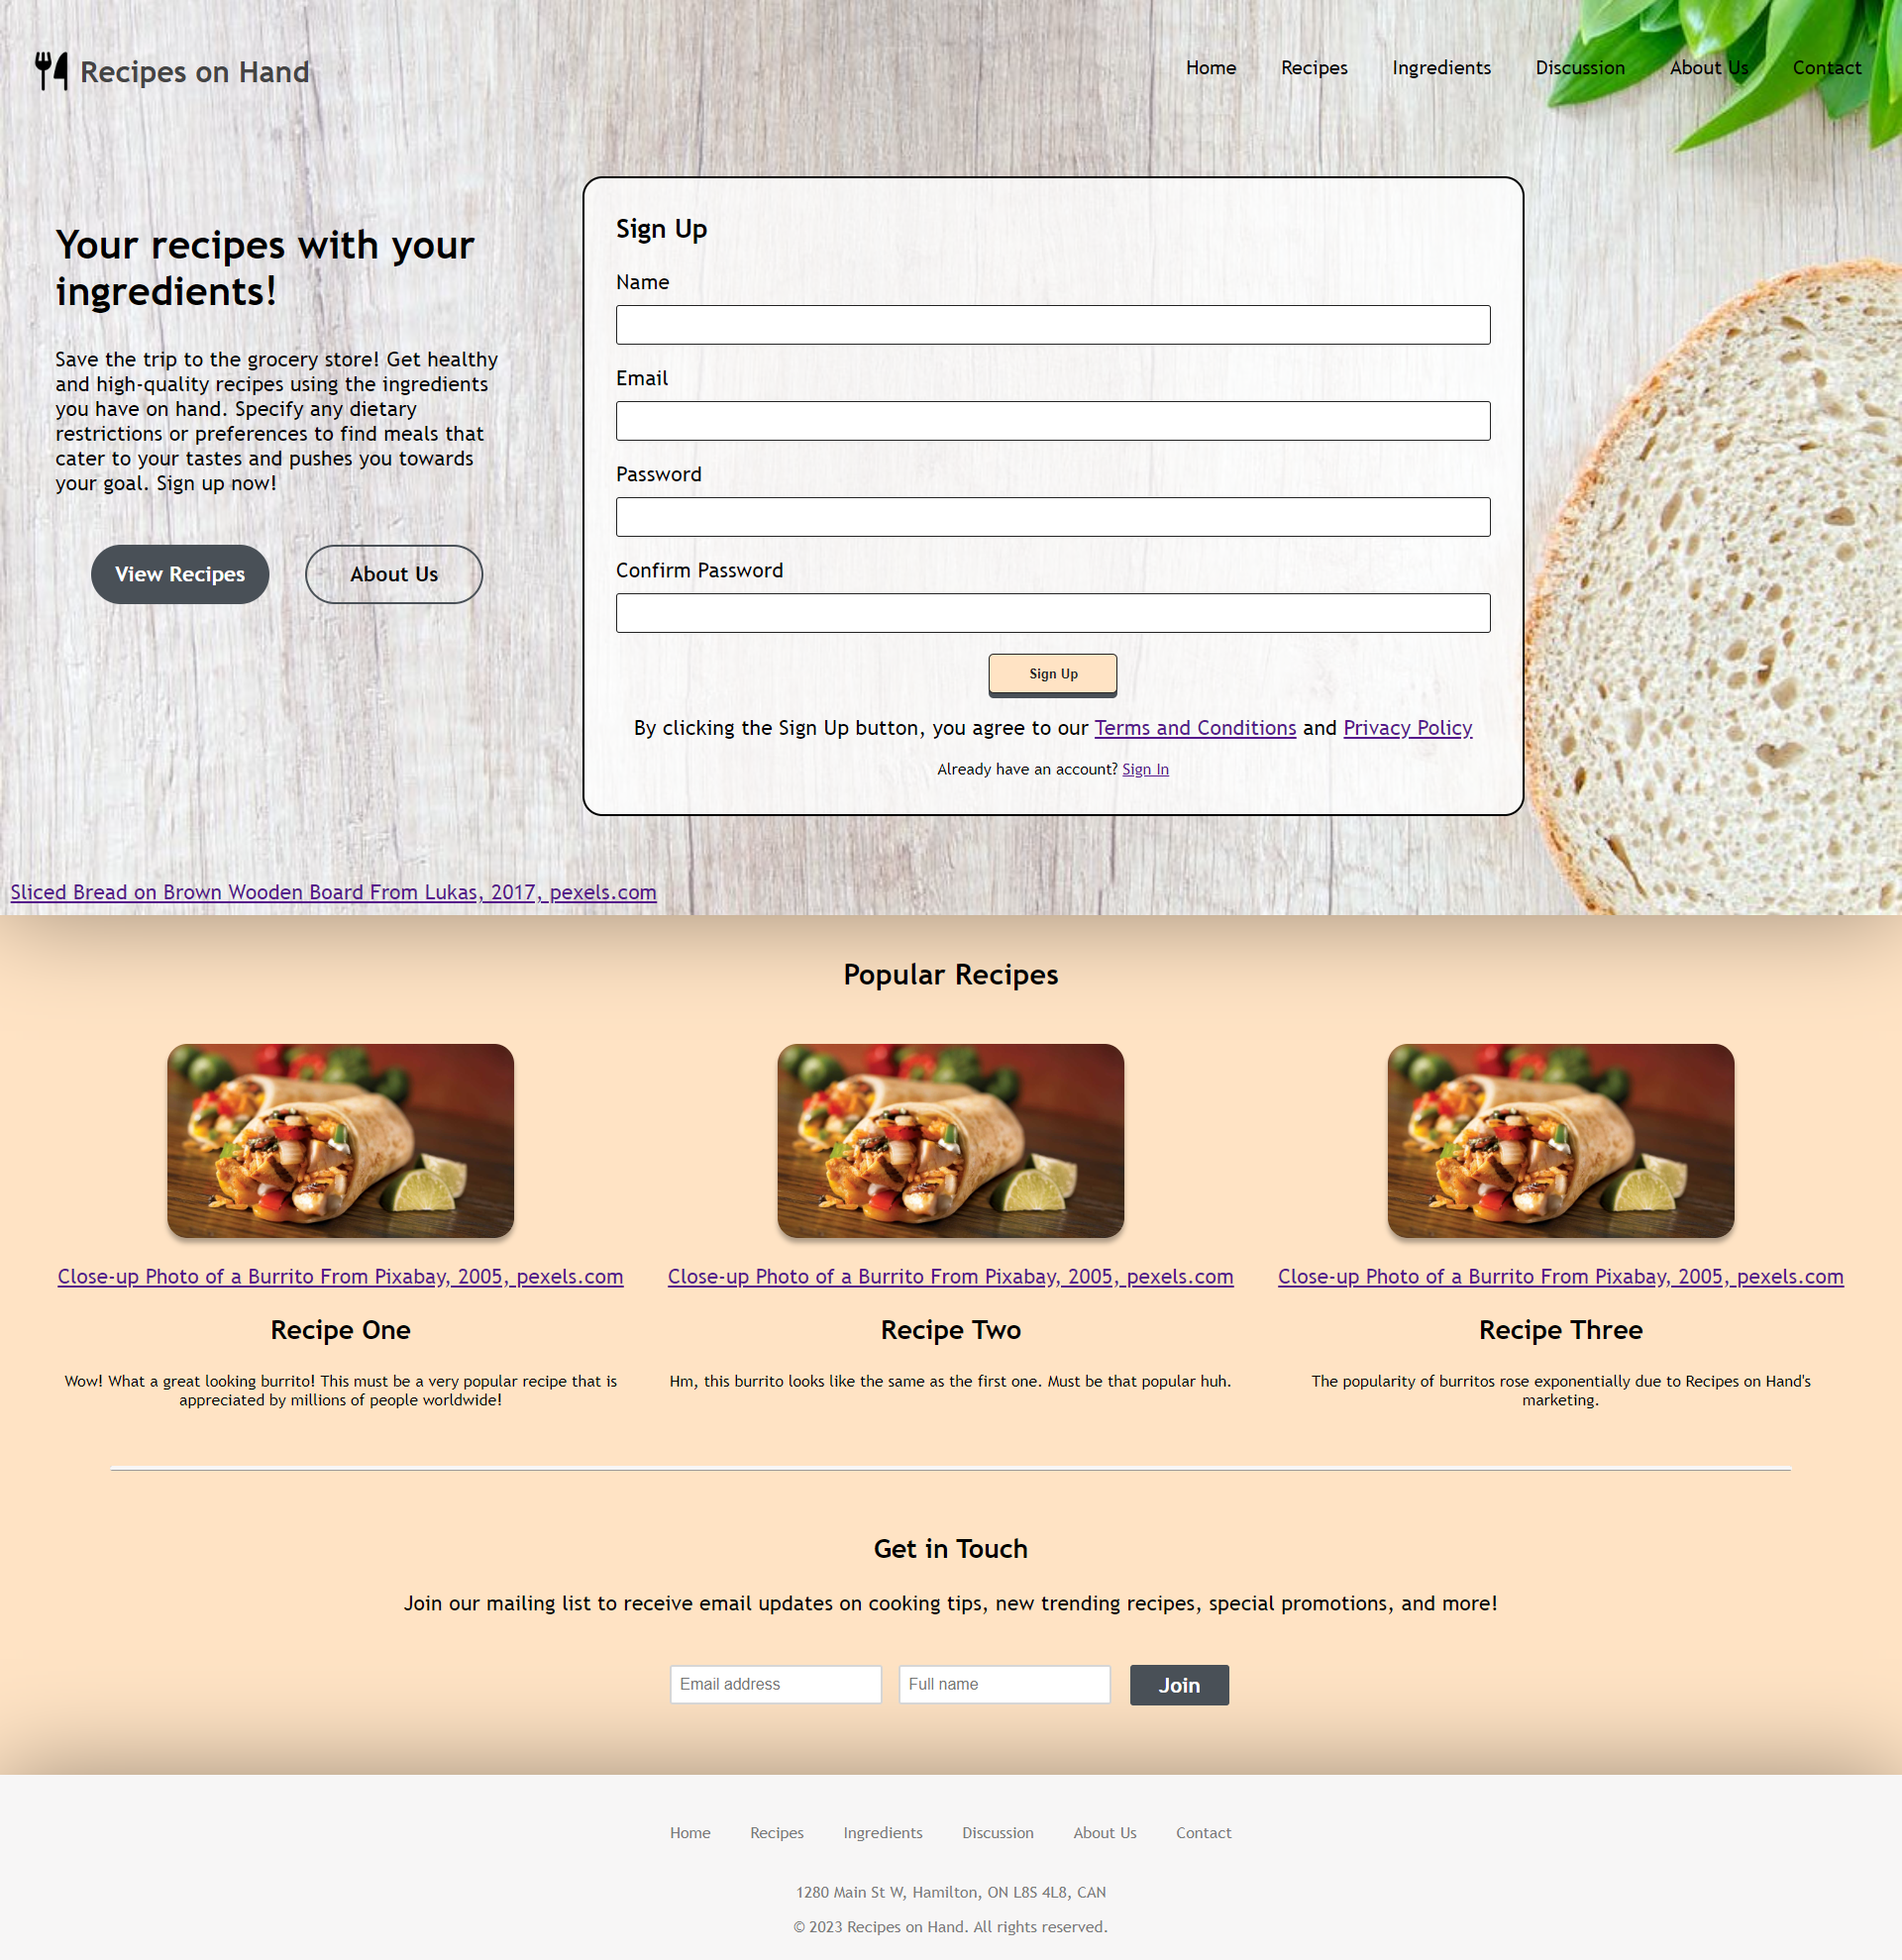 Recipes on Hand
Home Recipes Ingredients Discussion About Us Contact
Your recipes with your
ingredients!
Save the trip to the grocery store! Get healthy
and high-quality recipes using the ingredients
you have on hand. Specify any dietary
restrictions or preferences to find meals that
cater to your tastes and pushes you towards
your goal. Sign up now!
View Recipes About Us
Sign Up
Name
Email
Password
Confirm Password
Sign Up
By clicking the Sign Up button, you agree to our Terms and Conditions and Privacy Policy
Already have an account? Sign In
Sliced Bread on Brown Wooden Board From Lukas, 2017, pexels.com
Popular Recipes
Close-up Photo of a Burrito From Pixabay, 2005, pexels.com
Recipe One
Wow! What a great looking burrito! This must be a very popular recipe that is
appreciated by millions of people worldwide!
Close-up Photo of a Burrito From Pixabay, 2005, pexels.com
Recipe Two
Hm, this burrito looks like the same as the first one. Must be that popular huh.
Close-up Photo of a Burrito From Pixabay, 2005, pexels.com
Recipe Three
The popularity of burritos rose exponentially due to Recipes on Hand's
marketing.
Get in Touch
Join our mailing list to receive email updates on cooking tips, new trending recipes, special promotions, and more!
Email address Full name Join
Home Recipes Ingredients Discussion About Us Contact
1280 Main St W, Hamilton, ON L8S 4L8, CAN
© 2023 Recipes on Hand. All rights reserved.